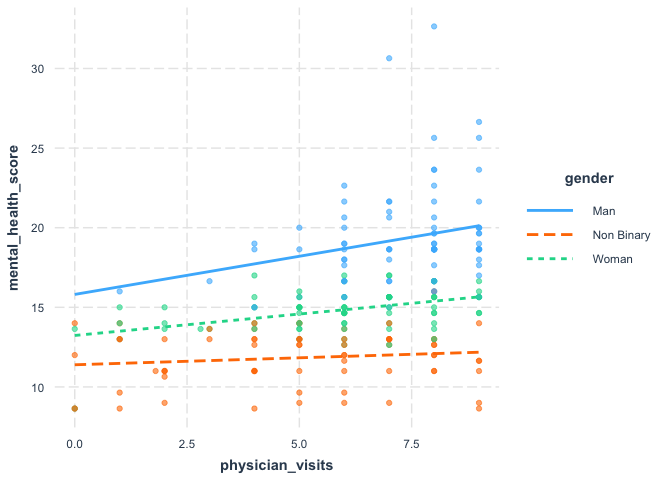 mental_health_score
30
25
20
15
10
0.0 2.5 5.0 7.5
physician_visits
gender
Man
Non Binary
Woman